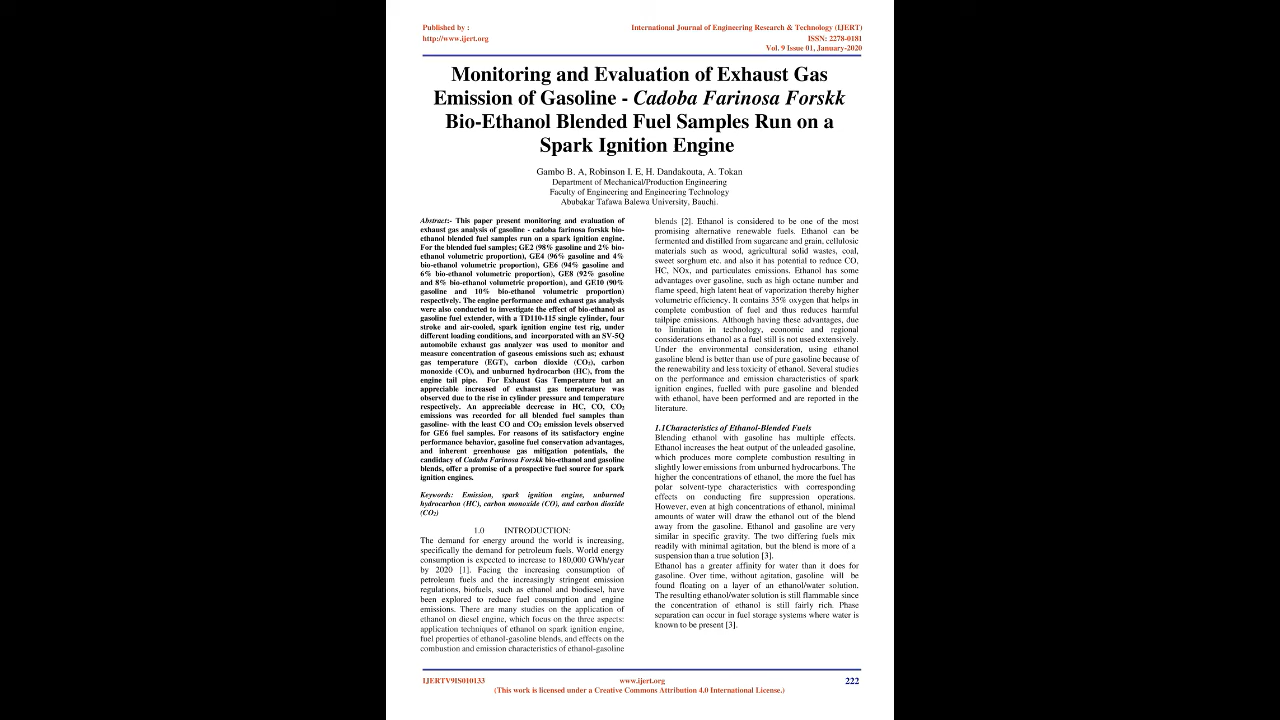 Published by :
International Journal of Engineering Research & Technology (IJERT)
http://www.ijert.org
ISSN: 2278-0181
Vol. 9 Issue 01, January-2020
Monitoring and Evaluation of Exhaust Gas
Emission of Gasoline - Cadoba Farinosa Forskk
Bio-Ethanol Blended Fuel Samples Run on a
Spark Ignition Engine
Gambo B. A, Robinson I. E, H. Dandakouta, A. Tokan
Department of Mechanical/Production Engineering
Faculty of Engineering and Engineering Technology
Abubakar Tafawa Balewa University, Bauchi.
Abstract:- This paper present monitoring and evaluation of
exhaust gas analysis of gasoline - cadoba farinosa forskk bio-
ethanol blended fuel samples run on a spark ignition engine.
For the blended fuel samples; GE2 (98% gasoline and 2% bio-
ethanol volumetric proportion), GE4 (96% gasoline and 4%
bio-ethanol volumetric proportion), GE6 (94% gasoline and
6% bio-ethanol volumetric proportion), GE8 (92% gasoline
and 8% bio-ethanol volumetric proportion), and GE10 (90%
gasoline and 10% bio-ethanol volumetric proportion)
respectively. The engine performance and exhaust gas analysis
were also conducted to investigate the effect of bio-ethanol as
gasoline fuel extender, with a TD110-115 single cylinder, four
stroke and air-cooled, spark ignition engine test rig, under
different loading conditions, and incorporated with an SV-5Q
automobile exhaust gas analyzer was used to monitor and
measure concentration of gaseous emissions such as; exhaust
gas temperature (EGT), carbon dioxide (CO₂), carbon
monoxide (CO), and unburned hydrocarbon (HC), from the
engine tail pipe. For Exhaust Gas Temperature but an
appreciable increased of exhaust gas temperature was
observed due to the rise in cylinder pressure and temperature
respectively. An appreciable decrease in HC, CO, CO₂
emissions was recorded for all blended fuel samples than
gasoline- with the least CO and CO₂ emission levels observed
for GE6 fuel samples. For reasons of its satisfactory engine
performance behavior, gasoline fuel conservation advantages,
and inherent greenhouse gas mitigation potentials, the
candidacy of Cadaba Farinosa Forskk bio-ethanol and gasoline
blends, offer a promise of a prospective fuel source for spark
ignition engines.
Keywords: Emission, spark ignition engine, unburned
hydrocarbon (HC), carbon monoxide (CO), and carbon dioxide
(CO₂)
1.0 INTRODUCTION:
The demand for energy around the world is increasing,
specifically the demand for petroleum fuels. World energy
consumption is expected to increase to 180,000 GWh/year
by 2020 [1]. Facing the increasing consumption of
petroleum fuels and the increasingly stringent emission
regulations, biofuels, such as ethanol and biodiesel, have
been explored to reduce fuel consumption and engine
emissions. There are many studies on the application of
ethanol on diesel engine, which focus on the three aspects:
application techniques of ethanol on spark ignition engine,
fuel properties of ethanol-gasoline blends, and effects on the
combustion and emission characteristics of ethanol-gasoline
blends [2]. Ethanol is considered to be one of the most
promising alternative renewable fuels. Ethanol can be
fermented and distilled from sugarcane and grain, cellulosic
materials such as wood, agricultural solid wastes, coal,
sweet sorghum etc. and also it has potential to reduce CO,
HC, NOx, and particulates emissions. Ethanol has some
advantages over gasoline, such as high octane number and
flame speed, high latent heat of vaporization thereby higher
volumetric efficiency. It contains 35% oxygen that helps in
complete combustion of fuel and thus reduces harmful
tailpipe emissions. Although having these advantages, due
to limitation in technology, economic and regional
considerations ethanol as a fuel still is not used extensively.
Under the environmental consideration, using ethanol
gasoline blend is better than use of pure gasoline because of
the renewability and less toxicity of ethanol. Several studies
on the performance and emission characteristics of spark
ignition engines, fuelled with pure gasoline and blended
with ethanol, have been performed and are reported in the
literature.
1.1Characteristics of Ethanol-Blended Fuels
Blending ethanol with gasoline has multiple effects.
Ethanol increases the heat output of the unleaded gasoline,
which produces more complete combustion resulting in
slightly lower emissions from unburned hydrocarbons. The
higher the concentrations of ethanol, the more the fuel has
polar solvent-type characteristics with corresponding
effects on conducting fire suppression operations.
However, even at high concentrations of ethanol, minimal
amounts of water will draw the ethanol out of the blend
away from the gasoline. Ethanol and gasoline are very
similar in specific gravity. The two differing fuels mix
readily with minimal agitation, but the blend is more of a
suspension than a true solution [3].
Ethanol has a greater affinity for water than it does for
gasoline. Over time, without agitation, gasoline will be
found floating on a layer of an ethanol/water solution.
The resulting ethanol/water solution is still flammable since
the concentration of ethanol is still fairly rich. Phase
separation can occur in fuel storage systems where water is
known to be present [3].
IJERTV9IS010133
www.ijert.org
222
(This work is licensed under a Creative Commons Attribution 4.0 International License.)